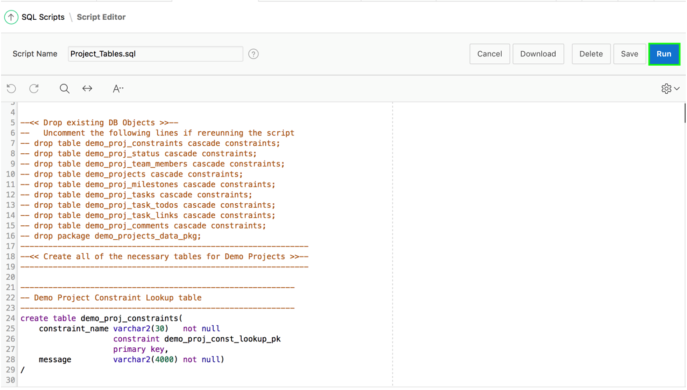 SQL Scripts \ Script Editor
Script Name Project_Tables.sql ? Cancel Download Delete Save Run
A
3
4
5 --<< Drop existing DB Objects >>--
6 --   Uncomment the following lines if rereunning the script
7 -- drop table demo_proj_constraints cascade constraints;
8 -- drop table demo_proj_status cascade constraints;
9 -- drop table demo_proj_team_members cascade constraints;
10 -- drop table demo_projects cascade constraints;
11 -- drop table demo_proj_milestones cascade constraints;
12 -- drop table demo_proj_tasks cascade constraints;
13 -- drop table demo_proj_task_todos cascade constraints;
14 -- drop table demo_proj_task_links cascade constraints;
15 -- drop table demo_proj_comments cascade constraints;
16 -- drop package demo_projects_data_pkg;
17 ------------------------------------------------------------
18 --<< Create all of the necessary tables for Demo Projects >>--
19 ------------------------------------------------------------
20
21 ---------------------------------------------------------
22 -- Demo Project Constraint Lookup table
23 ---------------------------------------------------------
24 create table demo_proj_constraints(
25     constraint_name varchar2(30)   not null
26                     constraint demo_proj_const_lookup_pk
27                     primary key,
28     message         varchar2(4000) not null)
29 /
30